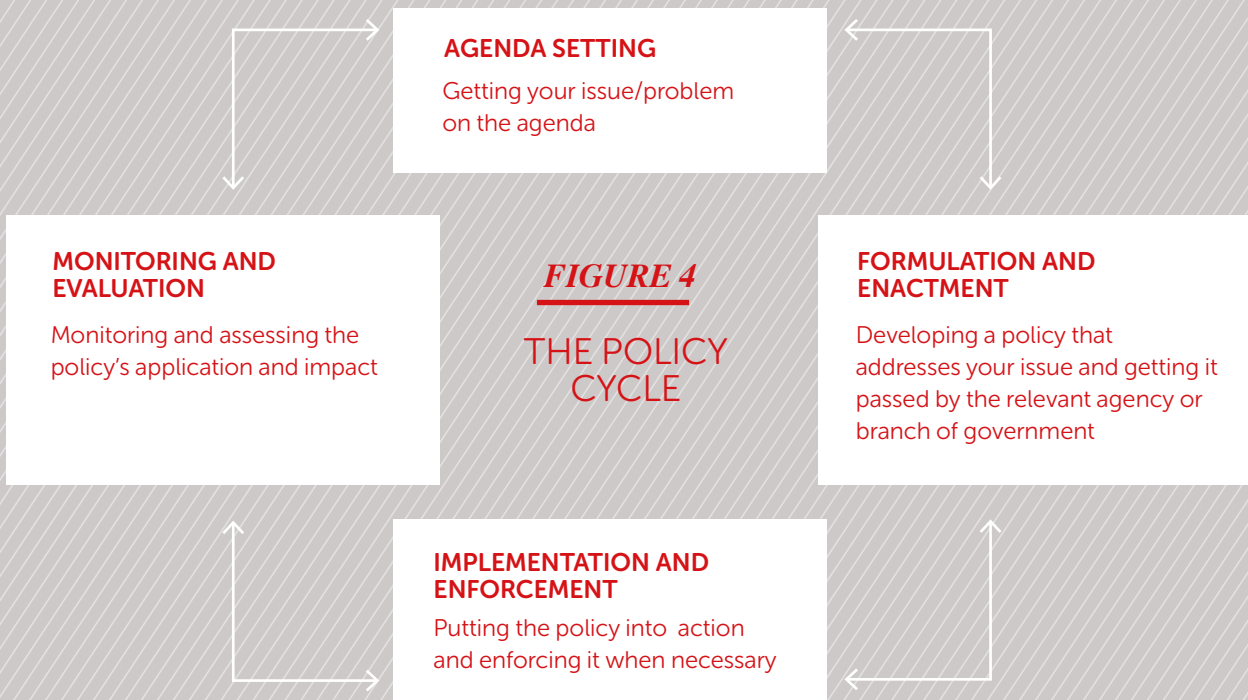 AGENDA SETTING
Getting your issue/problem
on the agenda
MONITORING AND
EVALUATION
Monitoring and assessing the
policy’s application and impact
FIGURE 4
THE POLICY
CYCLE
FORMULATION AND
ENACTMENT
Developing a policy that
addresses your issue and getting it
passed by the relevant agency or
branch of government
IMPLEMENTATION AND
ENFORCEMENT
Putting the policy into action
and enforcing it when necessary